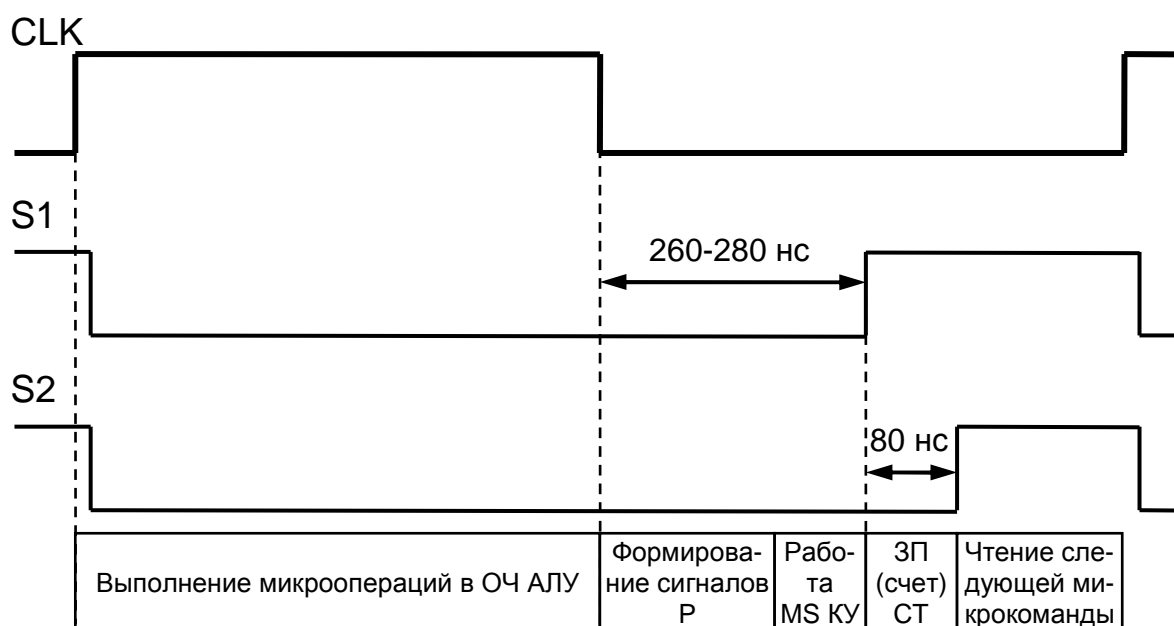 CLK
S1
260-280 нс
S2
80 нс
Выполнение микроопераций в ОЧ АЛУ
Формирова-
ние сигналов
Р
Рабо-
та
MS КУ
ЗП
(счет)
СТ
Чтение сле-
дующей ми-
крокоманды